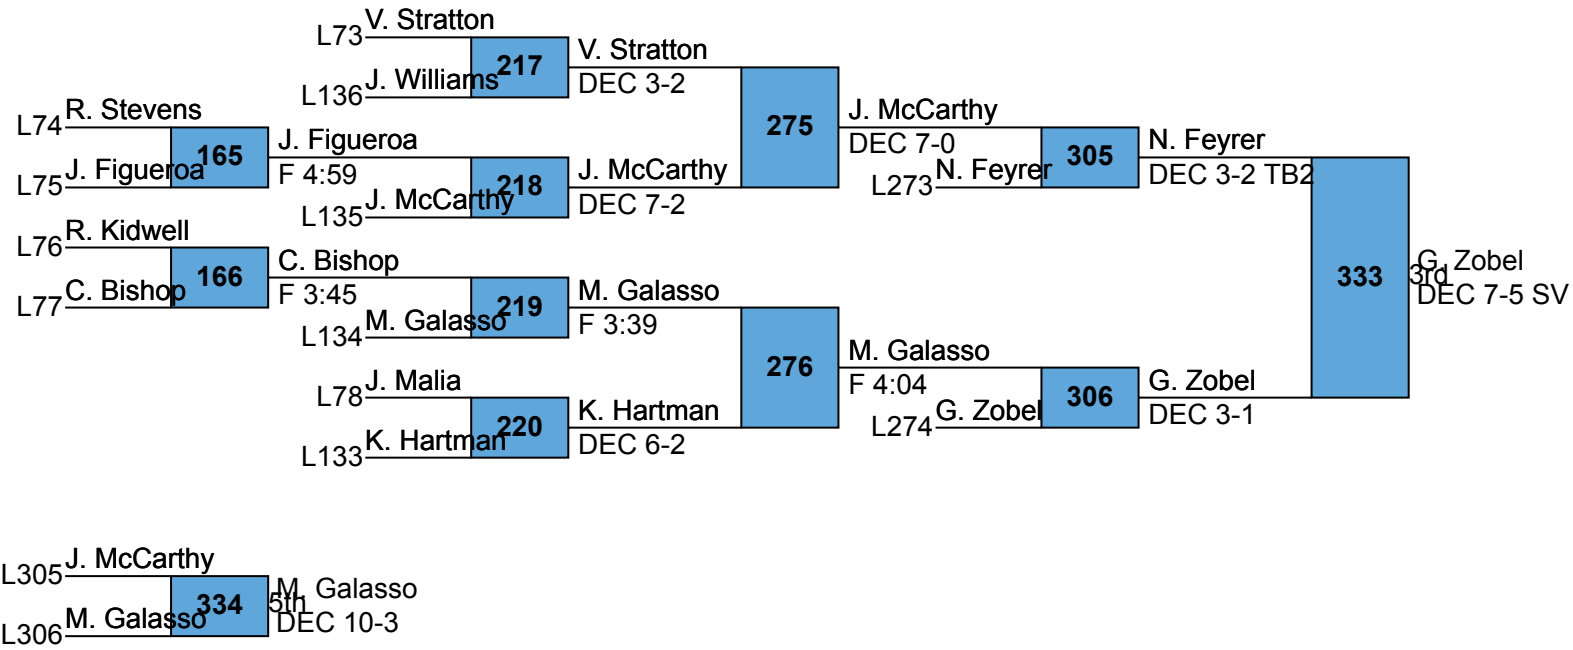 V. Stratton
L73
217
V. Stratton
DEC 3-2
J. Williams
L136
R. Stevens
L74
165
J. Figueroa
F 4:59
J. Figueroa
L75
218
J. McCarthy
DEC 7-2
J. McCarthy
L135
275
J. McCarthy
DEC 7-0
N. Feyrer
L273
305
N. Feyrer
DEC 3-2 TB2
R. Kidwell
L76
166
C. Bishop
F 3:45
C. Bishop
L77
219
M. Galasso
F 3:39
M. Galasso
L134
J. Malia
L78
220
K. Hartman
DEC 6-2
K. Hartman
L133
276
M. Galasso
F 4:04
G. Zobel
L274
306
G. Zobel
DEC 3-1
333
3rd
G. Zobel
DEC 7-5 SV
J. McCarthy
L305
334
5th
M. Galasso
DEC 10-3
M. Galasso
L306